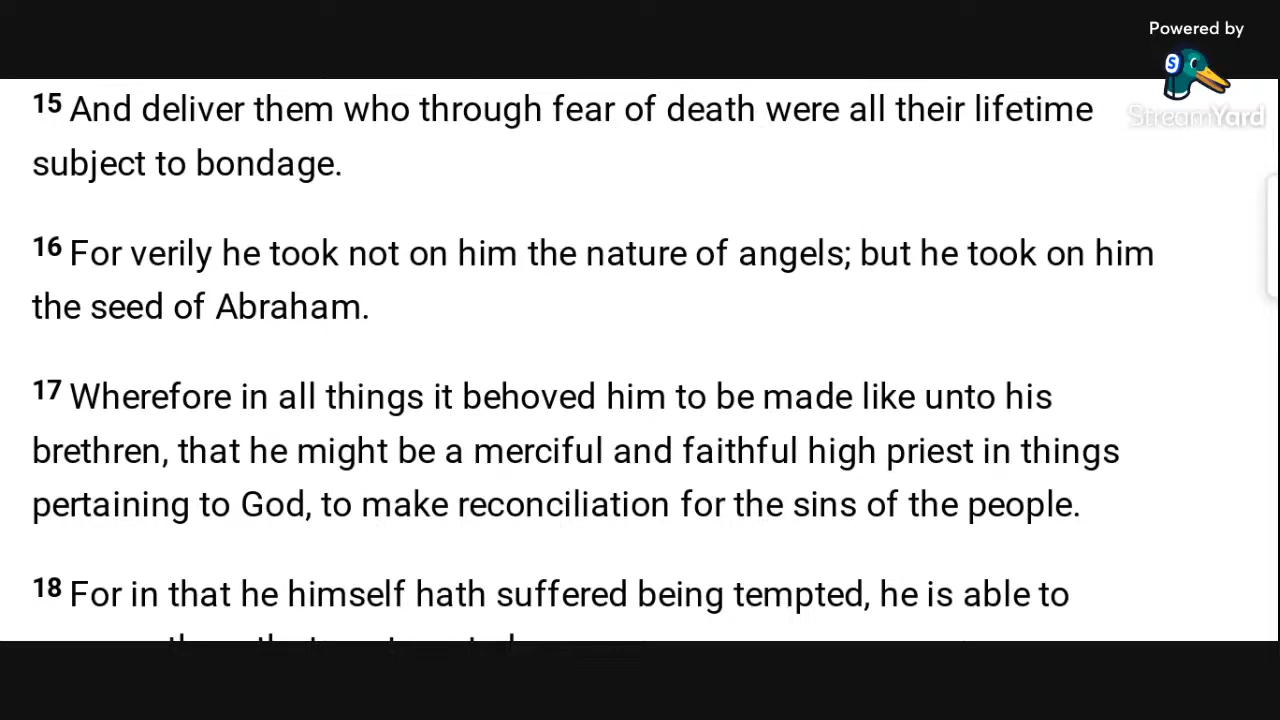 Powered by
S
StreamYard
15 And deliver them who through fear of death were all their lifetime
subject to bondage.
16 For verily he took not on him the nature of angels; but he took on him
the seed of Abraham.
17 Wherefore in all things it behoved him to be made like unto his
brethren, that he might be a merciful and faithful high priest in things
pertaining to God, to make reconciliation for the sins of the people.
18 For in that he himself hath suffered being tempted, he is able to